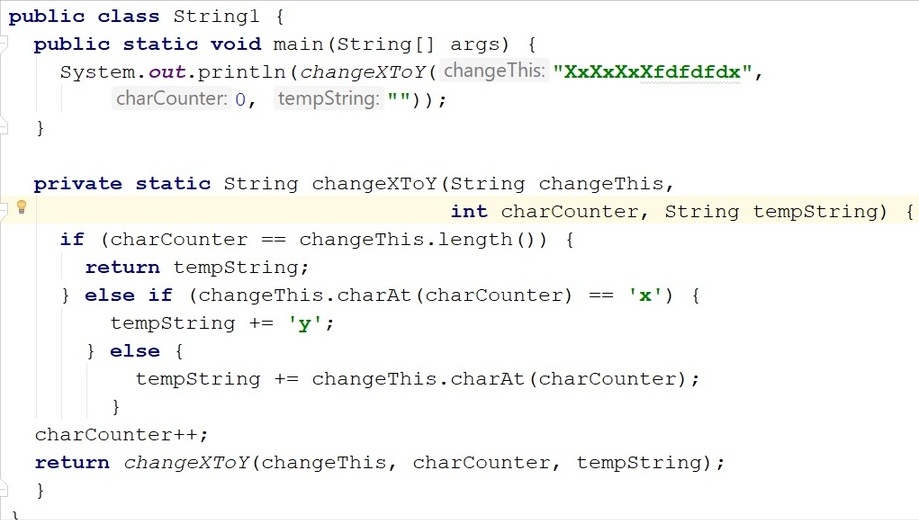 public class String1 {
public static void main(String[] args) {
System.out.println(changeXToY( changeThis: "XxXxXxXfdfdfdx",
charCounter: 0, tempString: ""));
}
private static String changeXToY(String changeThis,
int charCounter, String tempString) {
if (charCounter == changeThis.length()) {
return tempString;
} else if (changeThis.charAt(charCounter) == 'x') {
tempString += 'y';
} else {
tempString += changeThis.charAt(charCounter);
}
charCounter++;
return changeXToY(changeThis, charCounter, tempString);
}
}